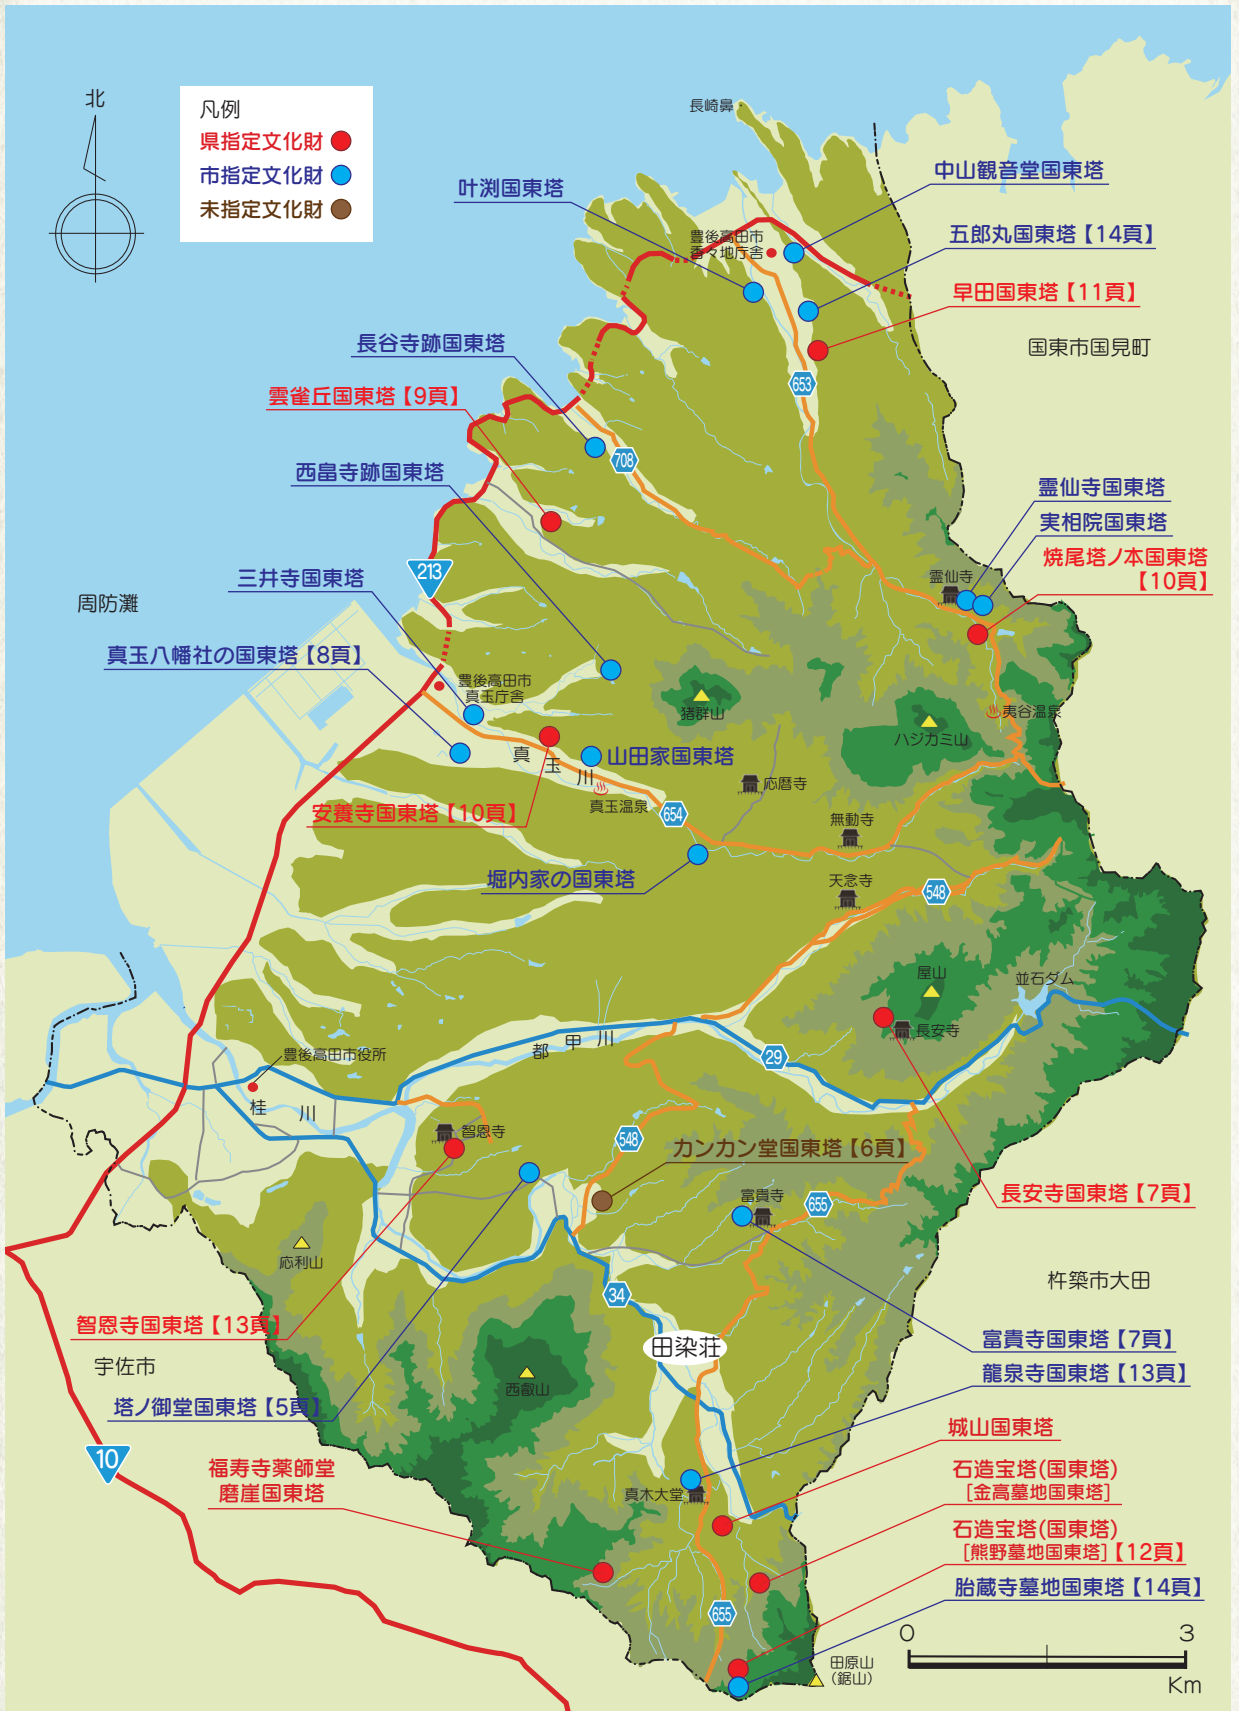 北
凡例
県指定文化財
市指定文化財
未指定文化財
長崎鼻
中山観音堂国東塔
叶渕国東塔
五郎丸国東塔【14頁】
豊後高田市
香々地庁舎
早田国東塔【11頁】
国東市国見町
長谷寺跡国東塔
653
雲雀丘国東塔【9頁】
708
西畠寺跡国東塔
霊仙寺国東塔
実相院国東塔
焼尾塔ノ本国東塔
【10頁】
霊仙寺
213
三井寺国東塔
周防灘
真玉八幡社の国東塔【8頁】
豊後高田市
真玉庁舎
猪群山
夷谷温泉
ハジカミ山
真玉川
山田家国東塔
応暦寺
真玉温泉
安養寺国東塔【10頁】
654
無動寺
堀内家の国東塔
天念寺
548
屋山
並石ダム
長安寺
都甲川
29
豊後高田市役所
桂川
智恩寺
548
カンカン堂国東塔【6頁】
富貴寺
655
長安寺国東塔【7頁】
応利山
杵築市大田
34
智恩寺国東塔【13頁】
田染荘
富貴寺国東塔【7頁】
宇佐市
龍泉寺国東塔【13頁】
西叡山
塔ノ御堂国東塔【5頁】
城山国東塔
10
福寿寺薬師堂
磨崖国東塔
石造宝塔(国東塔)
[金高墓地国東塔]
真木大堂
石造宝塔(国東塔)
[熊野墓地国東塔]【12頁】
胎蔵寺墓地国東塔【14頁】
655
0 3
田原山
(鋸山)
Km